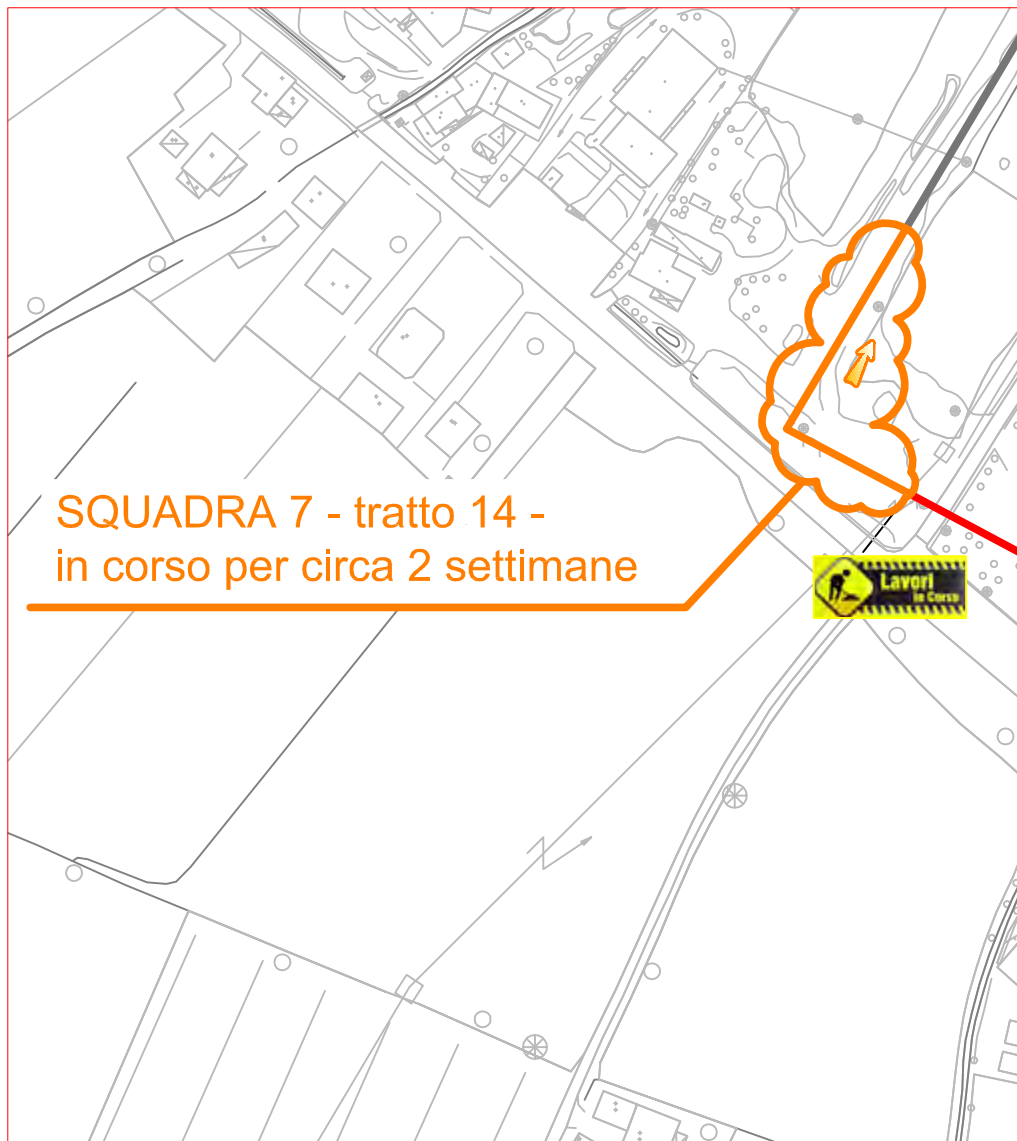 SQUADRA 7 - tratto 14 -
in corso per circa 2 settimane
Lavori
in Corso